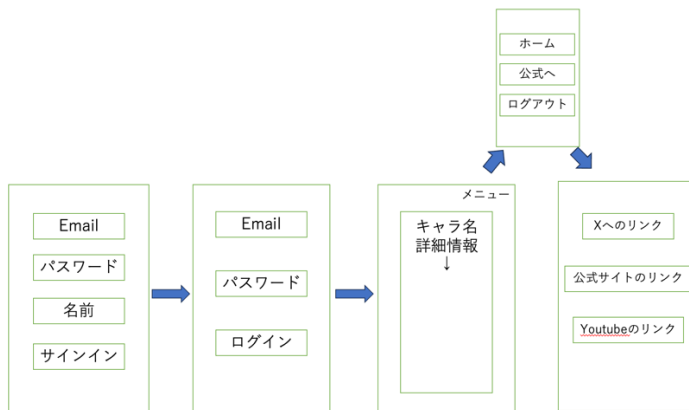 ホーム
公式へ
ログアウト
Email
パスワード
名前
サインイン
Email
パスワード
ログイン
メニュー
キャラ名
詳細情報
↓
Xへのリンク
公式サイトのリンク
Youtubeのリンク